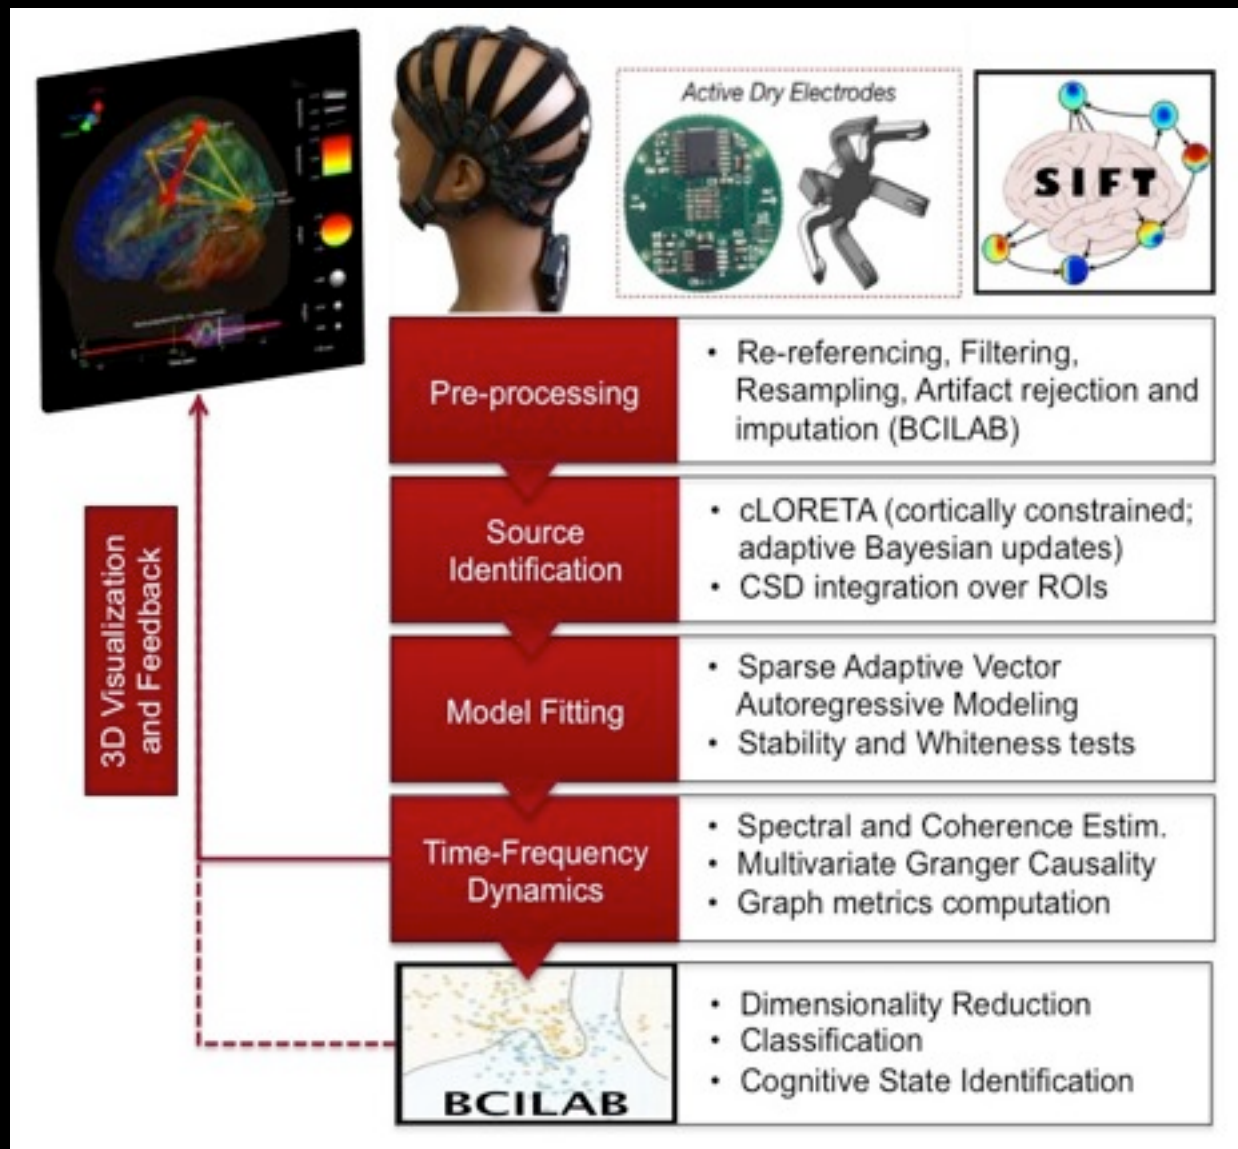 Active Dry Electrodes
SIFT
Pre-processing
• Re-referencing, Filtering,
Resampling, Artifact rejection and
imputation (BCILAB)
Source
Identification
• cLORETA (cortically constrained;
adaptive Bayesian updates)
• CSD integration over ROIs
3D Visualization
and Feedback
Model Fitting
• Sparse Adaptive Vector
Autoregressive Modeling
• Stability and Whiteness tests
Time-Frequency
Dynamics
• Spectral and Coherence Estim.
• Multivariate Granger Causality
• Graph metrics computation
BCILAB
• Dimensionality Reduction
• Classification
• Cognitive State Identification